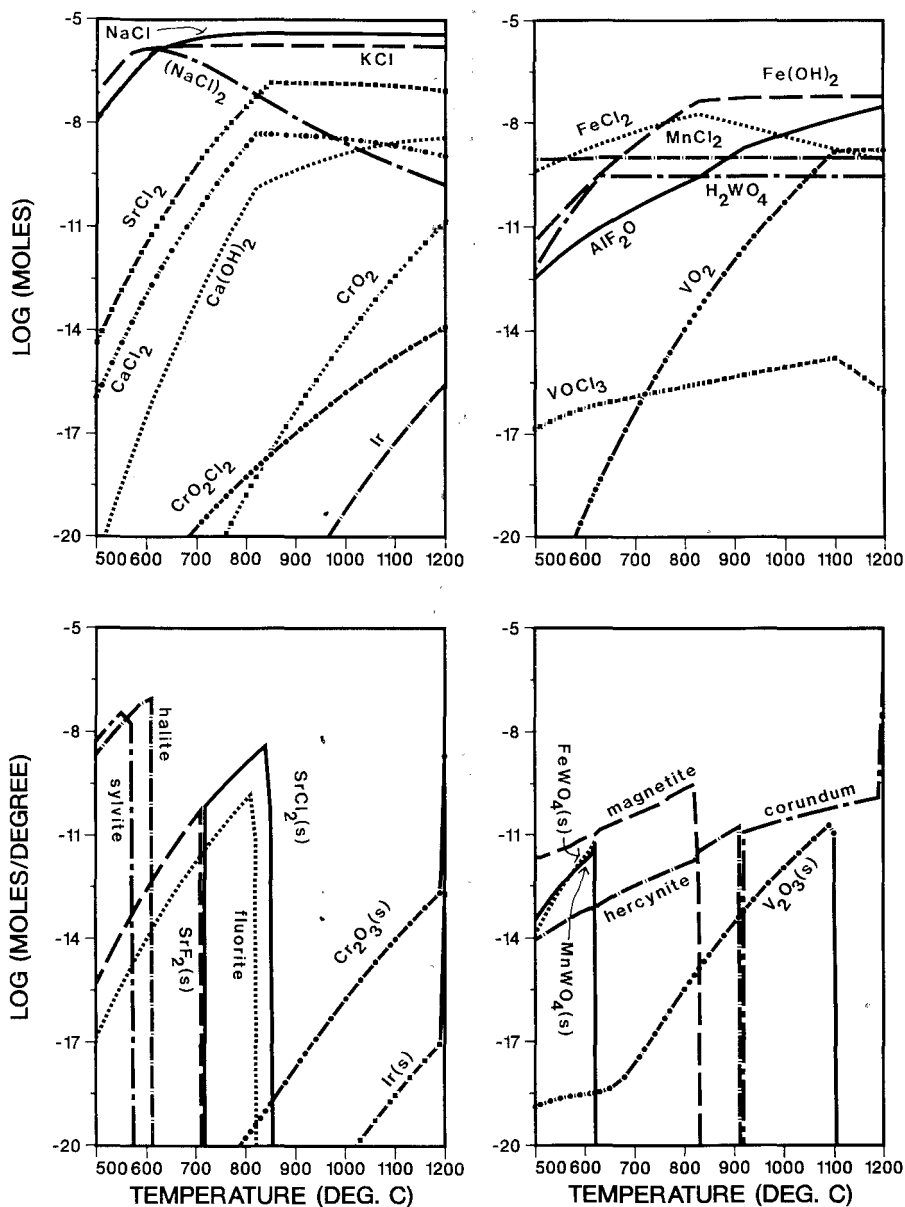 LOG (MOLES)
-5
-8
-11
-14
-17
-20
NaCl
KCl
(NaCl)2
SrCl2
CaCl2
Ca(OH)2
CrO2
CrO2Cl2
Ir
500 600 700 800 900 1000 1100 1200
-5
-8
-11
-14
-17
-20
Fe(OH)2
FeCl2
MnCl2
H2WO4
AlF2O
VO2
VOCl3
500 600 700 800 900 1000 1100 1200
LOG (MOLES/DEGREE)
-5
-8
-11
-14
-17
-20
sylvite
halite
SrF2(s)
fluorite
SrCl2(s)
Cr2O3(s)
Ir(s)
500 600 700 800 900 1000 1100 1200
TEMPERATURE (DEG. C)
-5
-8
-11
-14
-17
-20
FeWO4(s)
magnetite
corundum
hercynite
MnWO4(s)
V2O3(s)
500 600 700 800 900 1000 1100 1200
TEMPERATURE (DEG. C)